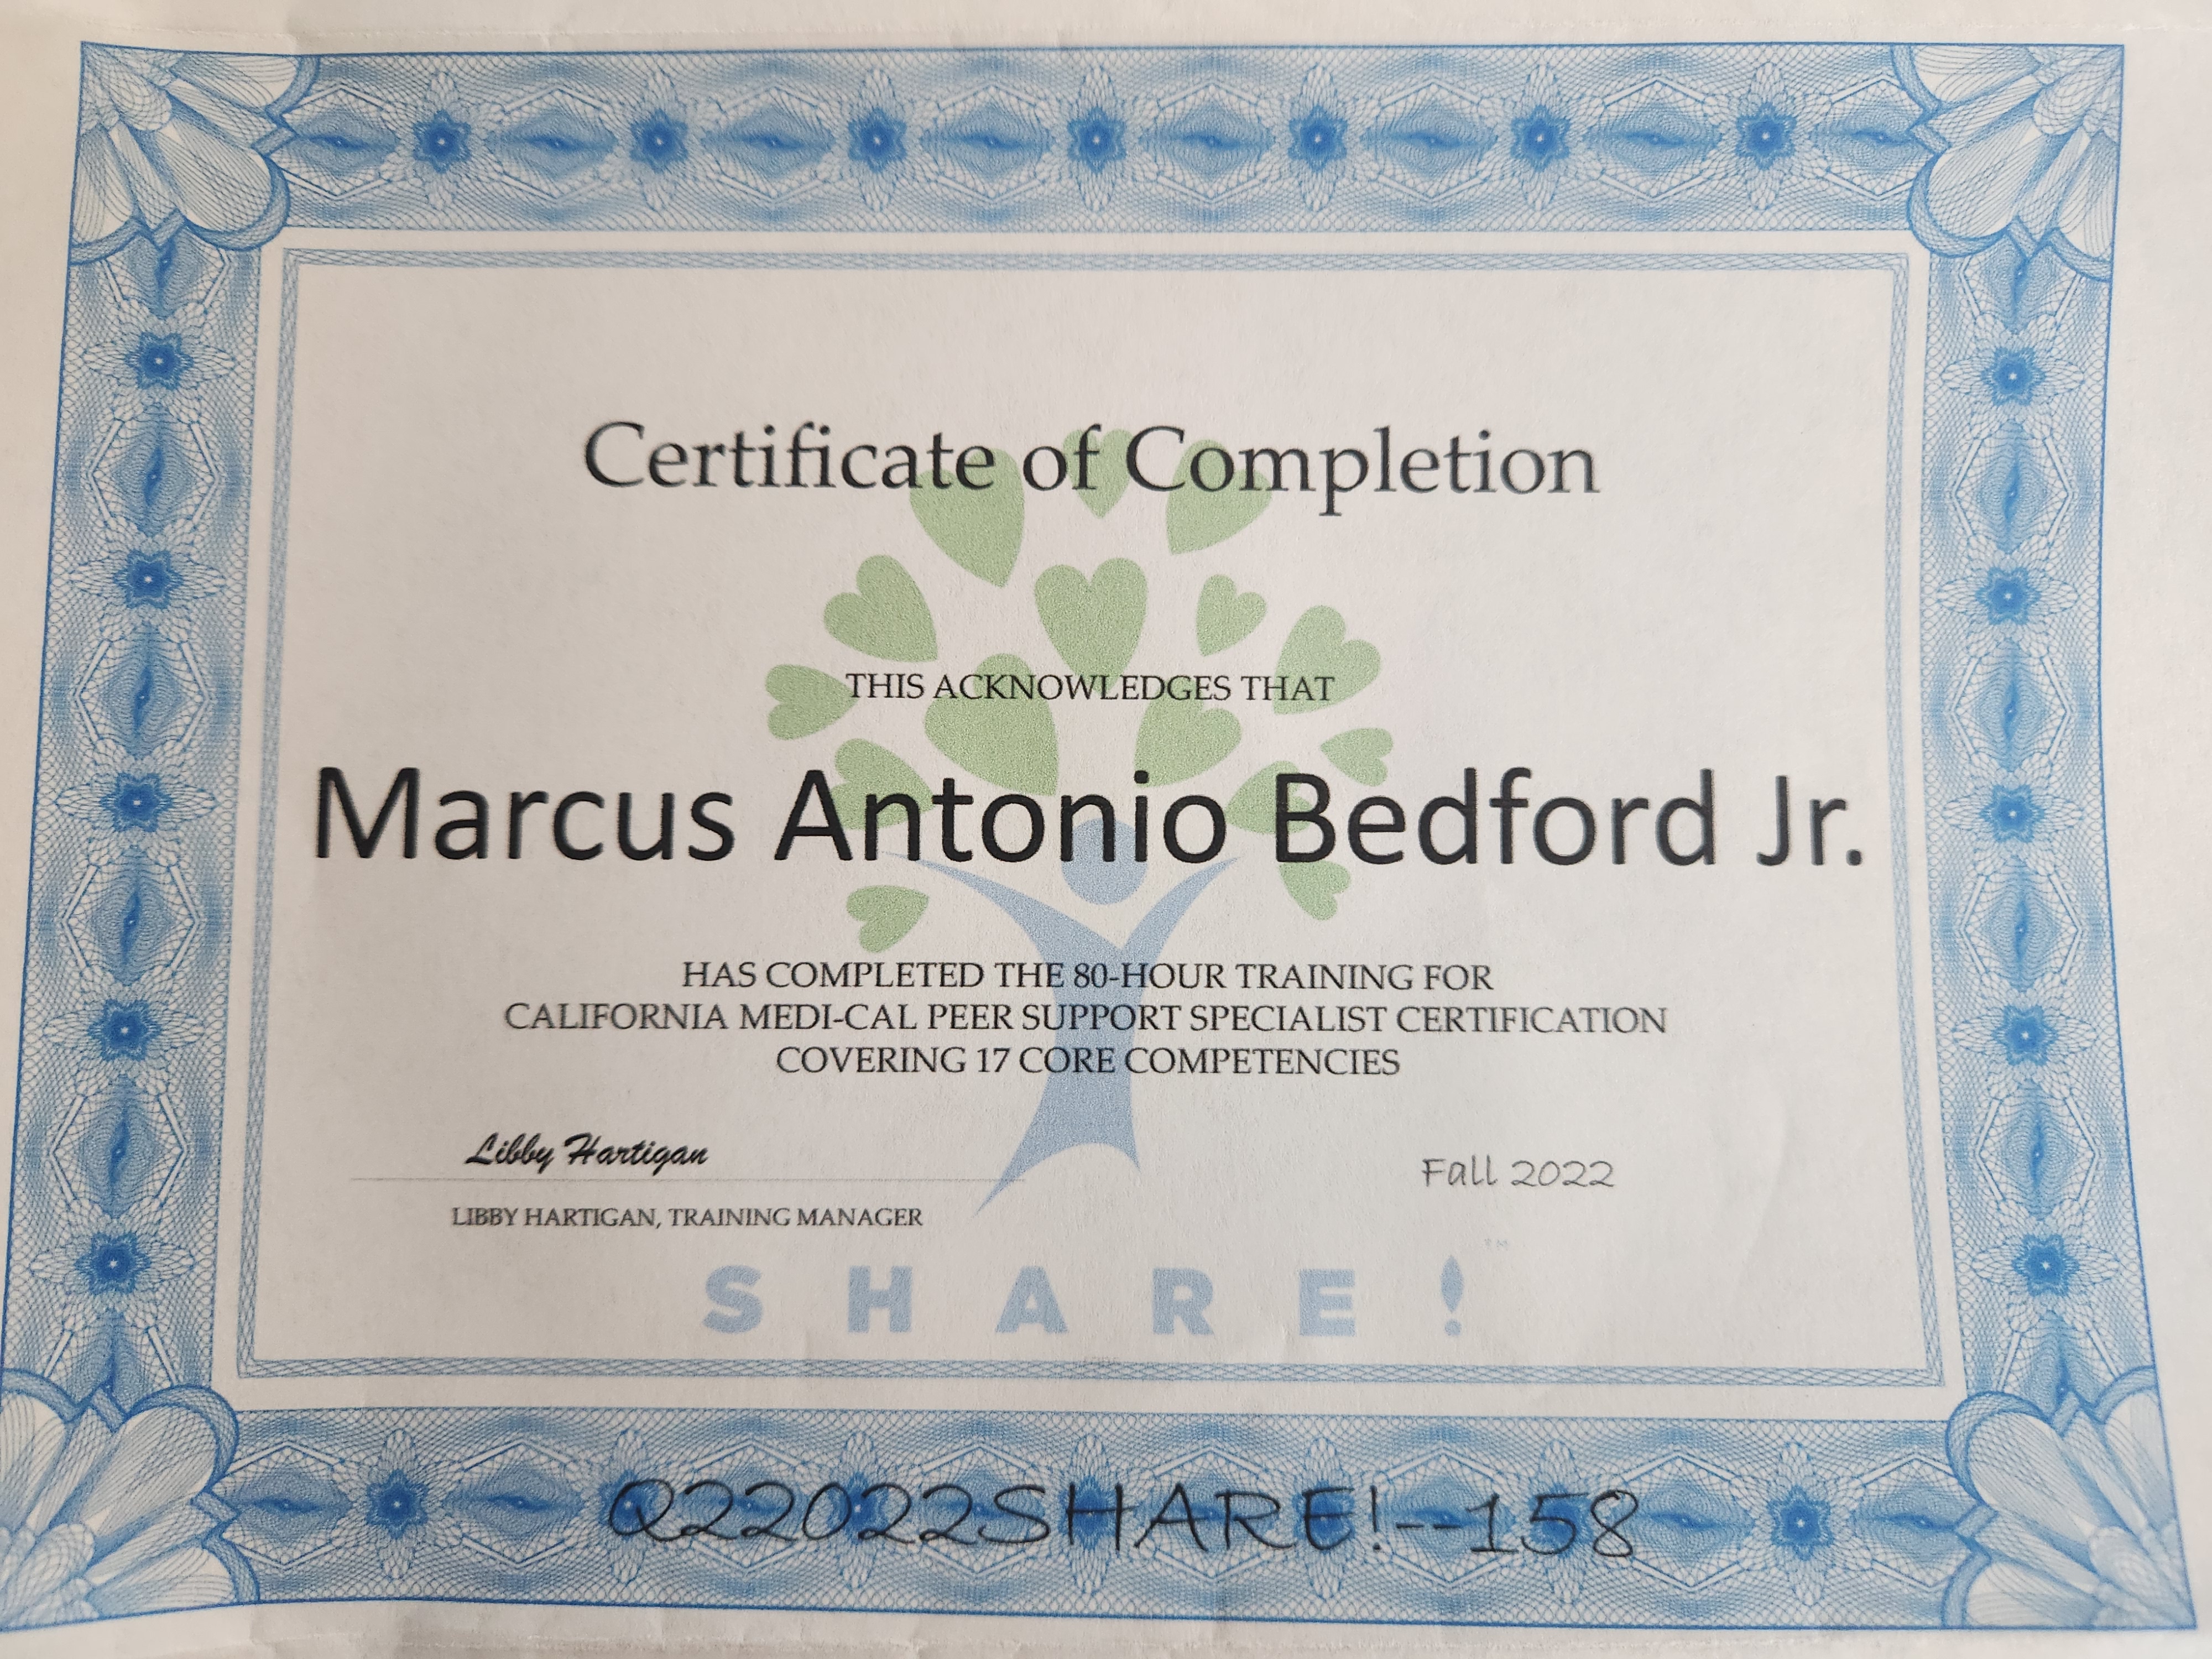 Certificate of Completion
THIS ACKNOWLEDGES THAT
Marcus Antonio Bedford Jr.
HAS COMPLETED THE 80-HOUR TRAINING FOR
CALIFORNIA MEDI-CAL PEER SUPPORT SPECIALIST CERTIFICATION
COVERING 17 CORE COMPETENCIES
Libby Hartigan
Fall 2022
LIBBY HARTIGAN, TRAINING MANAGER
SHARE!™
Q22022SHARE!--158